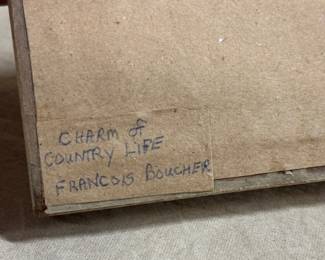 CHARM of
COUNTRY LIFE
FRANCOIS BOUCHER